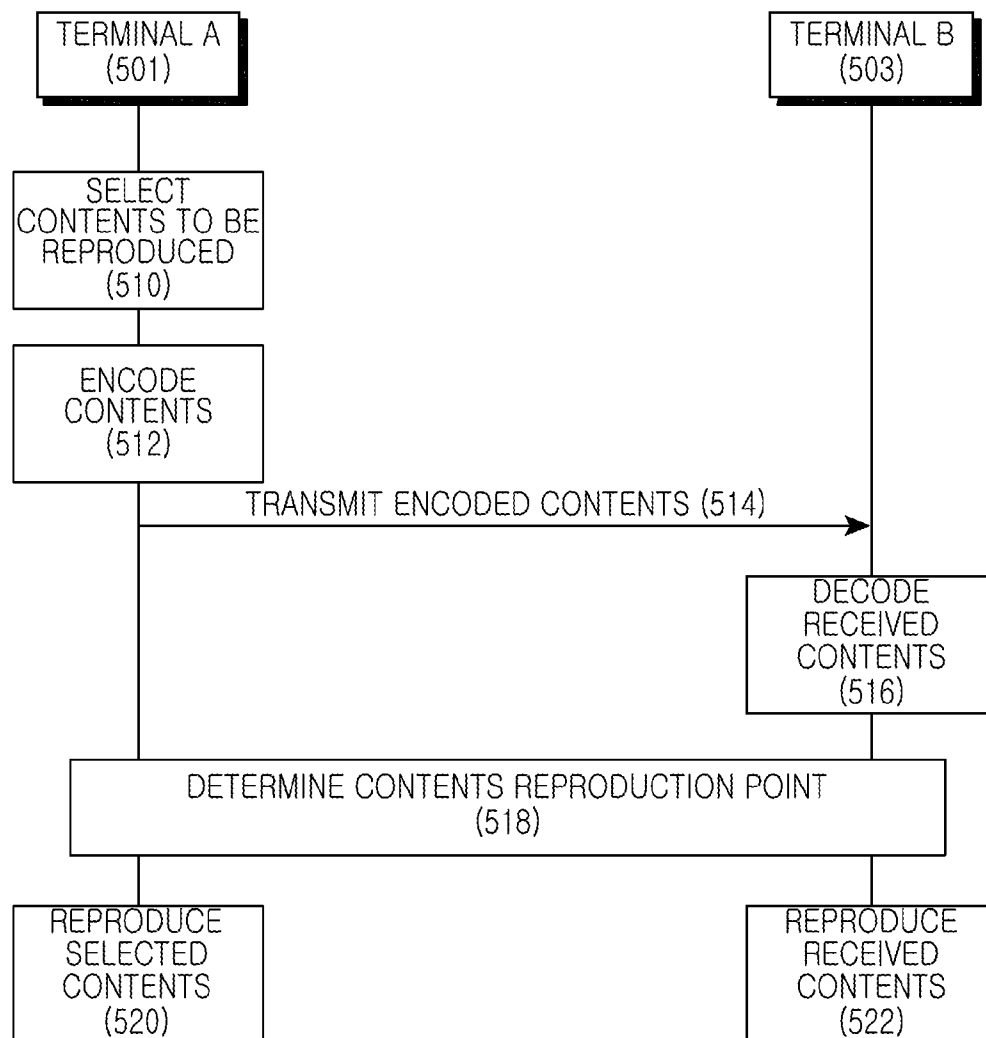 TERMINAL A
(501)
TERMINAL B
(503)
SELECT
CONTENTS TO BE
REPRODUCED
(510)
ENCODE
CONTENTS
(512)
TRANSMIT ENCODED CONTENTS (514)
DECODE
RECEIVED
CONTENTS
(516)
DETERMINE CONTENTS REPRODUCTION POINT
(518)
REPRODUCE
SELECTED
CONTENTS
(520)
REPRODUCE
RECEIVED
CONTENTS
(522)